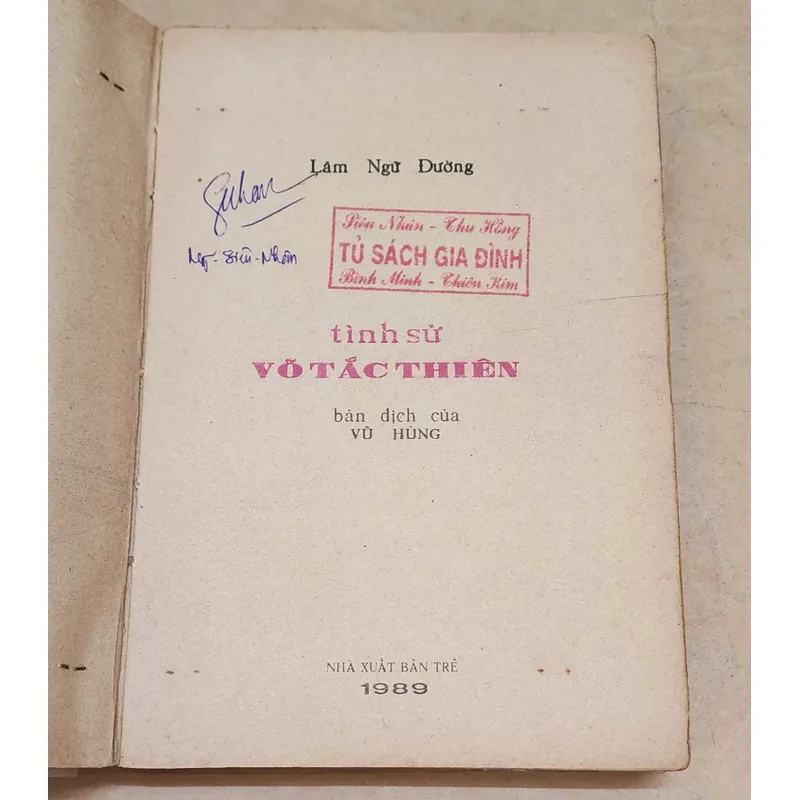 Lâm Ngữ Đường
Siêu Nhán - Thu Hồng
TỦ SÁCH GIA ĐÌNH
Bình Minh - Thiên Kim
tình sử
VÕ TẮC THIÊN
bản dịch của
VŨ HÙNG
NHÀ XUẤT BẢN TRẺ
1989